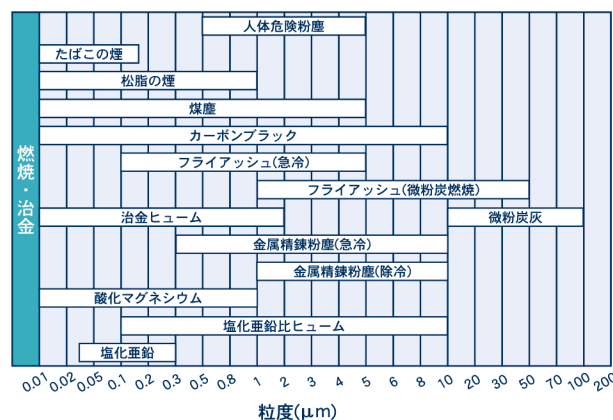 人体危険粉塵
たばこの煙
松脂の煙
煤塵
カーボンブラック
フライアッシュ(急冷)
フライアッシュ(微粉炭燃焼)
冶金ヒューム
微粉炭灰
金属精錬粉塵(急冷)
金属精錬粉塵(除冷)
酸化マグネシウム
塩化亜鉛比ヒューム
塩化亜鉛
燃焼・冶金
0.01 0.02 0.05 0.1 0.2 0.3 0.5 0.8 1 2 3 4 5 6 8 10 20 30 50 100 200
粒度(μm)